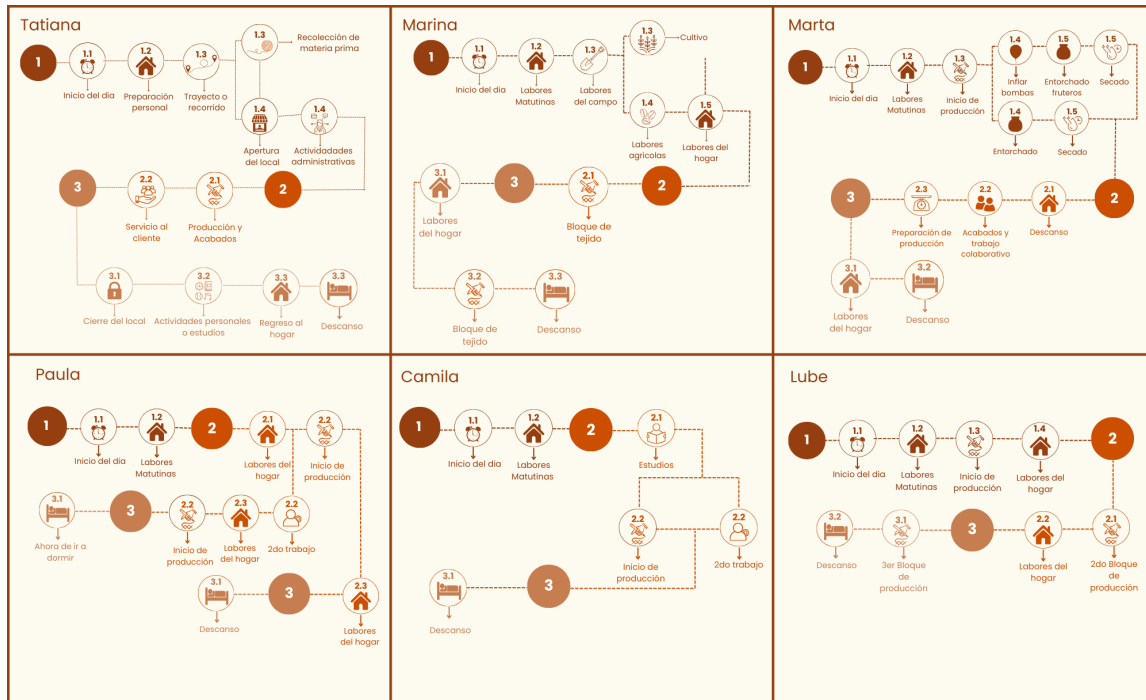 Tatiana
1
1.1
Inicio del dia
1.2
Preparación
personal
1.3
Trayecto o
recorrido
1.3
Recolección de
materia prima
1.4
Apertura
del local
1.4
Activadades
administrativas
2
2.1
Producción y
Acabados
2.2
Servicio al
cliente
3
3.1
Cierre del local
3.2
Actividades personales
o estudios
3.3
Regreso al
hogar
3.3
Descanso
Marina
1
1.1
Inicio del dia
1.2
Labores
Matutinas
1.3
Labores
del campo
1.3
Cultivo
1.4
Labores
agricolas
1.5
Labores
del hogar
2
2.1
Bloque de
tejido
3
3.1
Labores
del hogar
3.2
Bloque de
tejido
3.3
Descanso
Marta
1
1.1
Inicio del dia
1.2
Labores
Matutinas
1.3
Inicio de
producción
1.4
Inflar
bombas
1.5
Entorchado
fruteros
1.5
Secado
1.4
Entorchado
1.5
Secado
2
2.1
Descanso
2.2
Acabados y
trabajo
colaborativo
2.3
Preparación de
producción
3
3.1
Labores
del hogar
3.2
Descanso
Paula
1
1.1
Inicio del dia
1.2
Labores
Matutinas
2
2.1
Labores del
hogar
2.2
Inicio de
producción
2.2
2do trabajo
2.3
Labores
del hogar
2.2
Inicio de
producción
3
3.1
Ahora de ir a
dormir
2.3
Labores
del hogar
3
3.1
Descanso
Camila
1
1.1
Inicio del dia
1.2
Labores
Matutinas
2
2.1
Estudios
2.2
Inicio de
producción
2.2
2do trabajo
3
3.1
Descanso
Lube
1
1.1
Inicio del dia
1.2
Labores
Matutinas
1.3
Inicio de
producción
1.4
Labores
del hogar
2
2.1
2do Bloque
de
producción
2.2
Labores
del hogar
3
3.1
3er Bloque
de
producción
3.2
Descanso